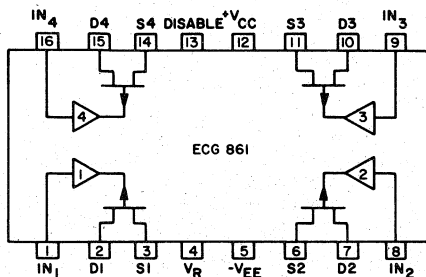 IN4 D4 S4 DISABLE +VCC S3 D3 IN3
16 15 14 13 12 11 10 9
4 3
ECG 861
1 2
1 2 3 4 5 6 7 8
IN1 D1 S1 VR -VEE S2 D2 IN2